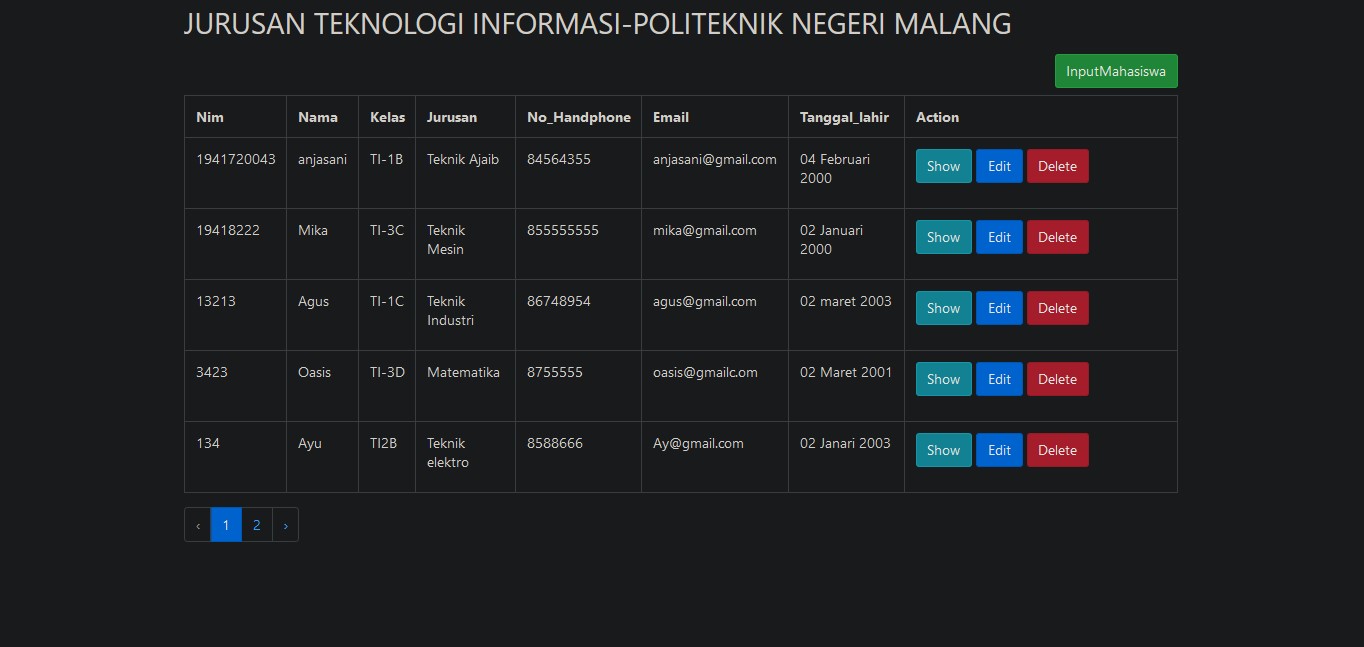 JURUSAN TEKNOLOGI INFORMASI-POLITEKNIK NEGERI MALANG
InputMahasiswa
Nim Nama Kelas Jurusan No_Handphone Email Tanggal_lahir Action
1941720043 anjasani TI-1B Teknik Ajaib 84564355 anjasani@gmail.com 04 Februari 2000 Show Edit Delete
19418222 Mika TI-3C Teknik Mesin 855555555 mika@gmail.com 02 Januari 2000 Show Edit Delete
13213 Agus TI-1C Teknik Industri 86748954 agus@gmail.com 02 maret 2003 Show Edit Delete
3423 Oasis TI-3D Matematika 8755555 oasis@gmailc.om 02 Maret 2001 Show Edit Delete
134 Ayu TI2B Teknik elektro 8588666 Ay@gmail.com 02 Janari 2003 Show Edit Delete
‹ 1 2 ›